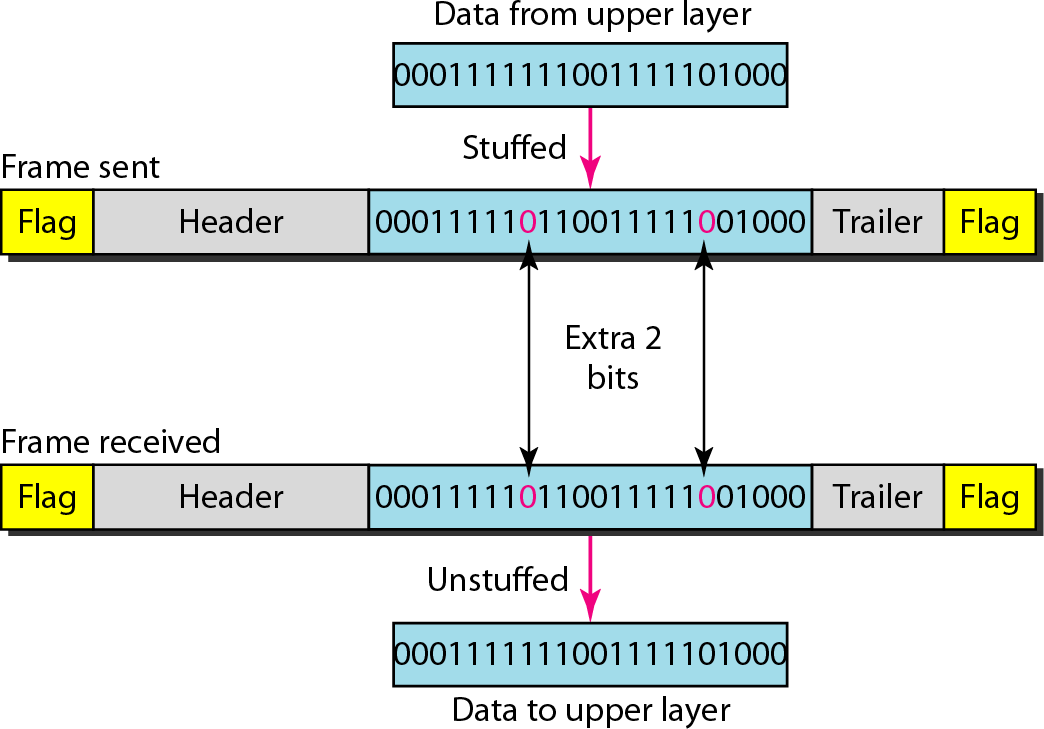 Data from upper layer
0001111111001111101000
Stuffed
Frame sent
Flag Header 000111110110011111001000 Trailer Flag
Extra 2
bits
Frame received
Flag Header 000111110110011111001000 Trailer Flag
Unstuffed
0001111111001111101000
Data to upper layer